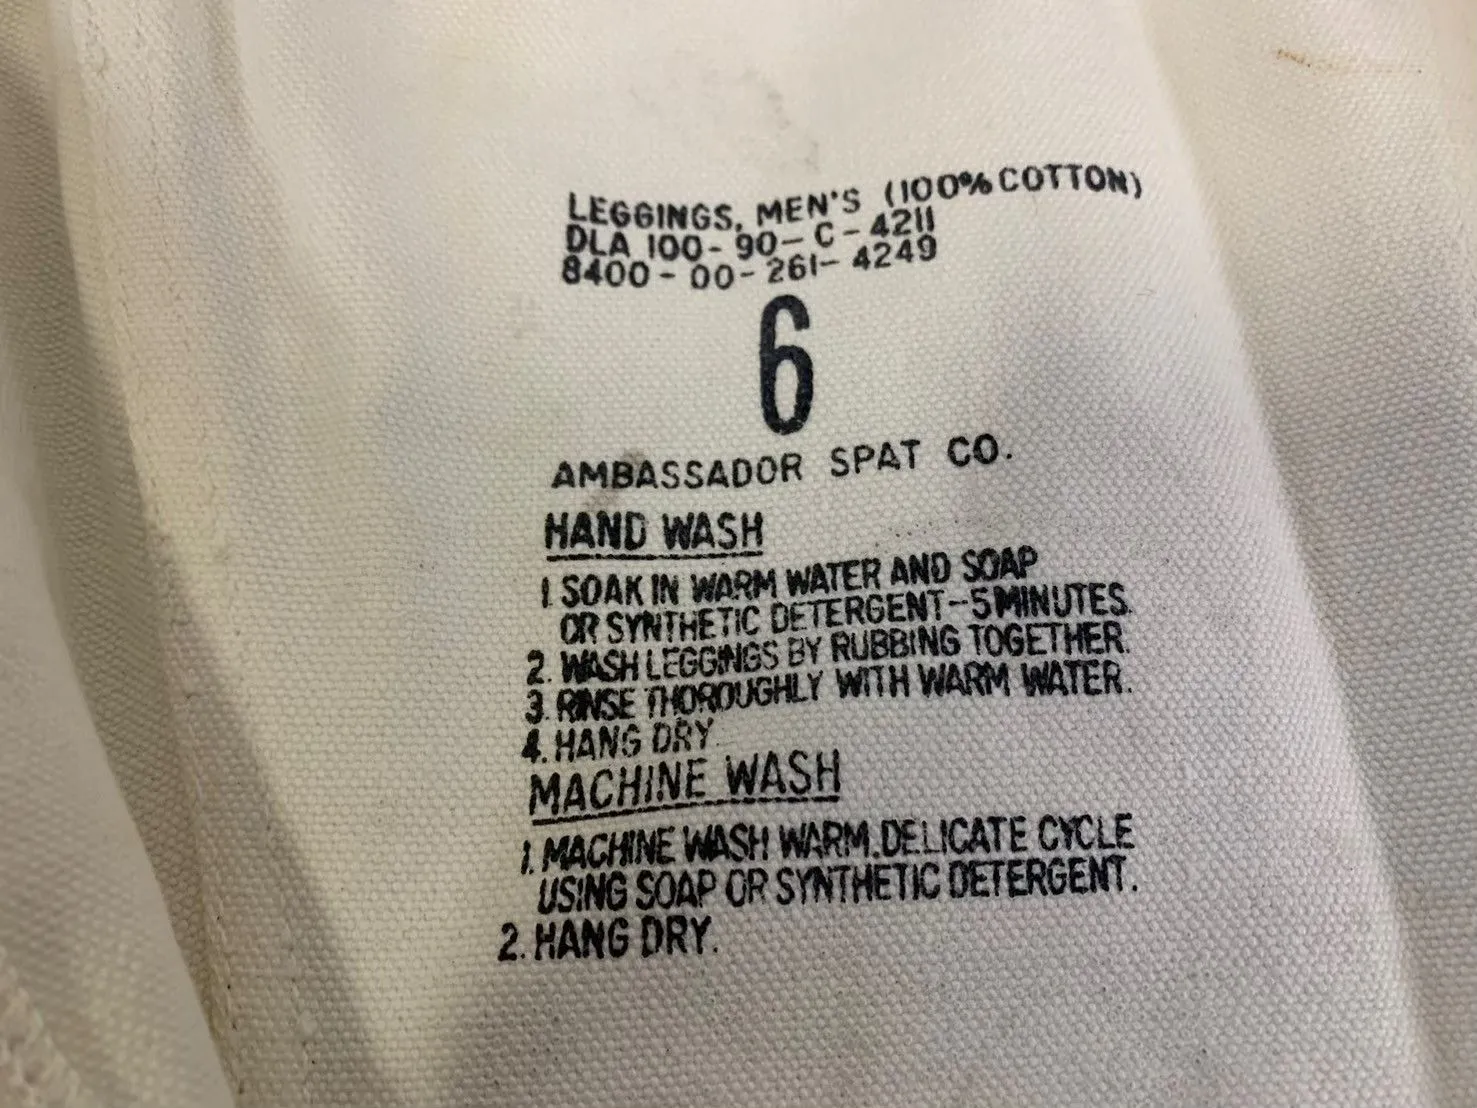 LEGGINGS, MEN'S (100% COTTON)
DLA 100-90-C-4211
8400-00-261-4249
6
AMBASSADOR SPAT CO.
HAND WASH
1. SOAK IN WARM WATER AND SOAP
OR SYNTHETIC DETERGENT-5 MINUTES.
2. WASH LEGGINGS BY RUBBING TOGETHER.
3. RINSE THOROUGHLY WITH WARM WATER.
4. HANG DRY.
MACHINE WASH
1. MACHINE WASH WARM.DELICATE CYCLE
USING SOAP OR SYNTHETIC DETERGENT.
2. HANG DRY.